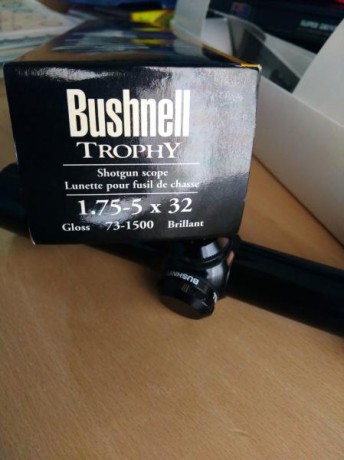 Bushnell
TROPHY
Shotgun scope
Lunette pour fusil de chasse
1.75-5 x 32
Gloss 73-1500 Brillant